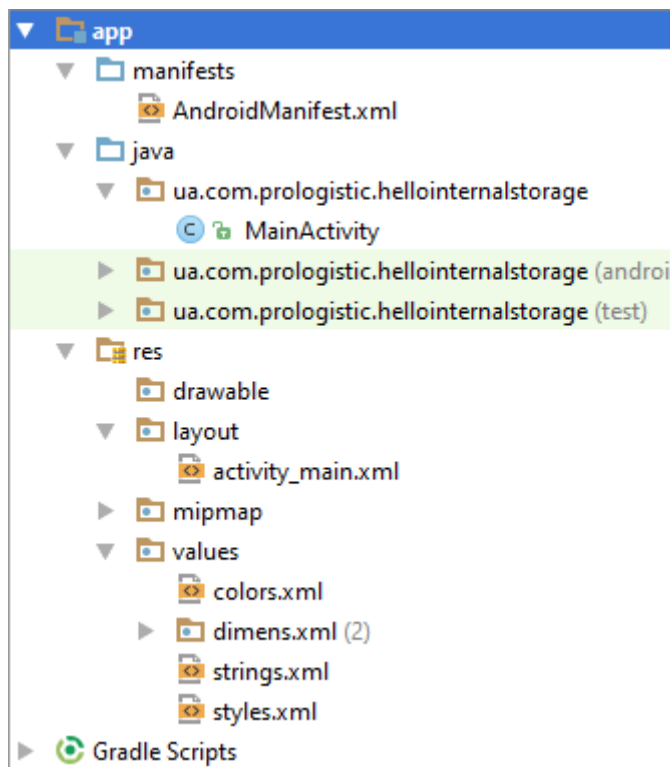 app
manifests
AndroidManifest.xml
java
ua.com.prologistic.hellointernalstorage
C MainActivity
ua.com.prologistic.hellointernalstorage (androi
ua.com.prologistic.hellointernalstorage (test)
res
drawable
layout
activity_main.xml
mipmap
values
colors.xml
dimens.xml (2)
strings.xml
styles.xml
Gradle Scripts